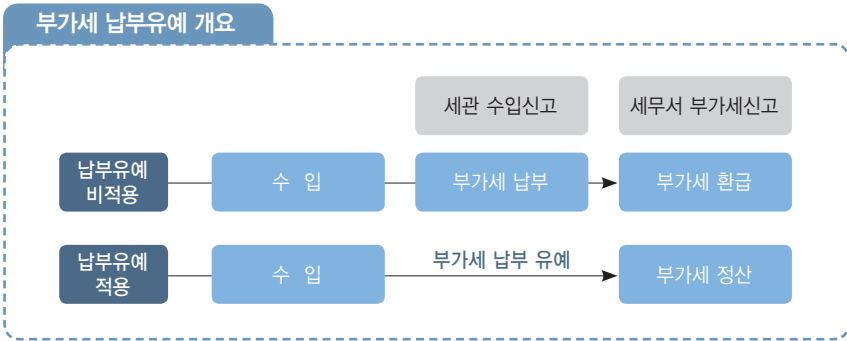 부가세 납부유예 개요
세관 수입신고
세무서 부가세신고
납부유예
비적용
수 입
부가세 납부
부가세 환급
납부유예
적용
수 입
부가세 납부 유예
부가세 정산